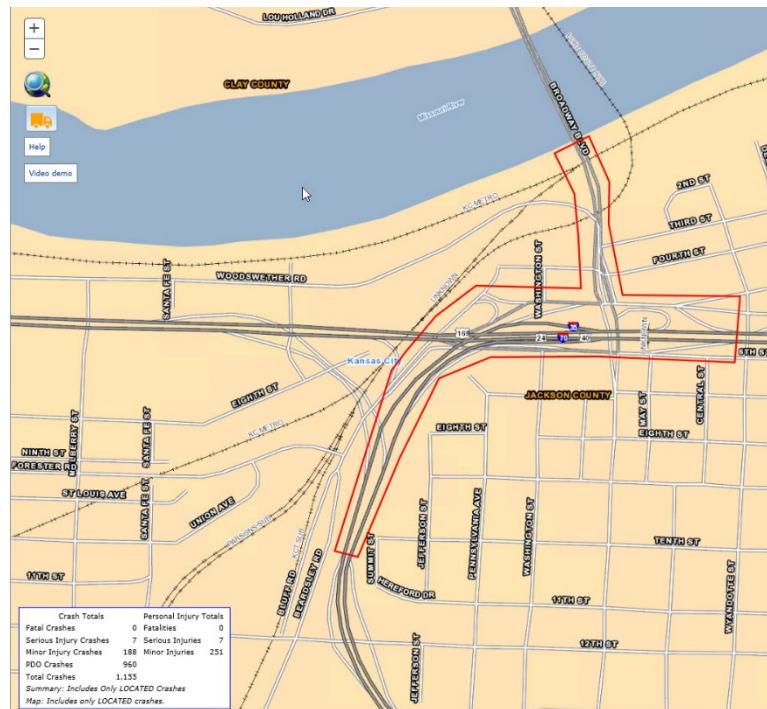 +
−
Help
Video demo
LOU HOLLAND DR
CLAY COUNTY
Missouri River
BROADWAY BLVD
2ND ST
THIRD ST
FOURTH ST
KC METRO
UNKNOWN
WASHINGTON ST
SANTA FE ST
WOODSWETHER RD
169
35
24
70
40
6TH ST
Kansas City
JACKSON COUNTY
MULBERRY ST
EIGHTH ST
SANTA FE ST
KC METRO
MAY ST
CENTRAL ST
EIGHTH ST
EIGHTH ST
NINTH ST
FORESTER RD
ST LOUIS AVE
UNION AVE
SANTA FE ST
KCT SUB
JEFFERSON ST
PENNSYLVANIA AVE
WASHINGTON ST
SUMMIT ST
TENTH ST
11TH ST
BLUFF RD
BEARDSLEY RD
HEREFORD DR
11TH ST
WYANDOTTE ST
12TH ST
JEFFERSON ST
Crash Totals Personal Injury Totals
Fatal Crashes 0 Fatalities 0
Serious Injury Crashes 7 Serious Injuries 7
Minor Injury Crashes 188 Minor Injuries 251
PDO Crashes 960
Total Crashes 1,155
Summary: Includes Only LOCATED Crashes
Map: Includes only LOCATED crashes.